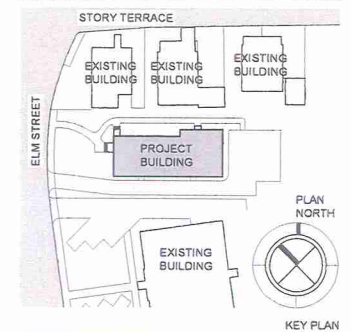 STORY TERRACE
EXISTING
BUILDING
EXISTING
BUILDING
EXISTING
BUILDING
ELM STREET
PROJECT
BUILDING
PLAN
NORTH
EXISTING
BUILDING
KEY PLAN